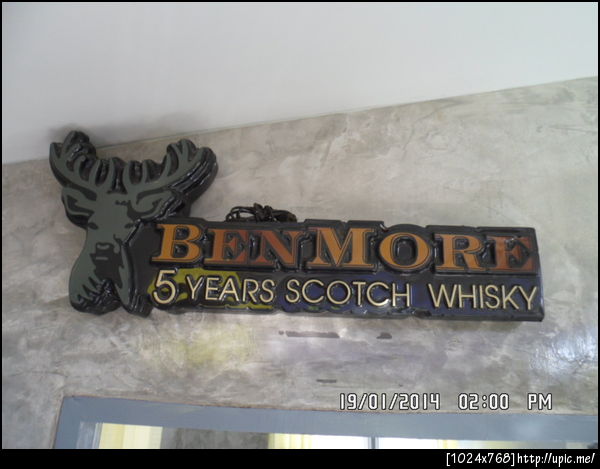 BENMORE
5 YEARS SCOTCH WHISKY
19/01/2014 02:00 PM
[1024x768]http://upic.me/